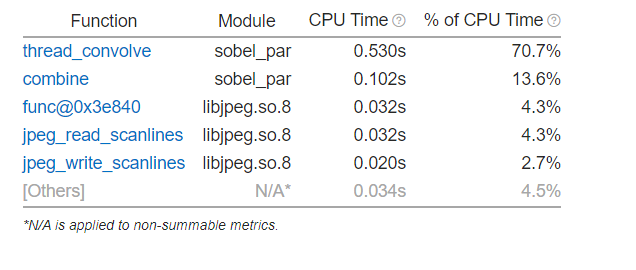 Function Module CPU Time ? % of CPU Time ?
thread_convolve sobel_par 0.530s 70.7%
combine sobel_par 0.102s 13.6%
func@0x3e840 libjpeg.so.8 0.032s 4.3%
jpeg_read_scanlines libjpeg.so.8 0.032s 4.3%
jpeg_write_scanlines libjpeg.so.8 0.020s 2.7%
[Others] N/A* 0.034s 4.5%
*N/A is applied to non-summable metrics.